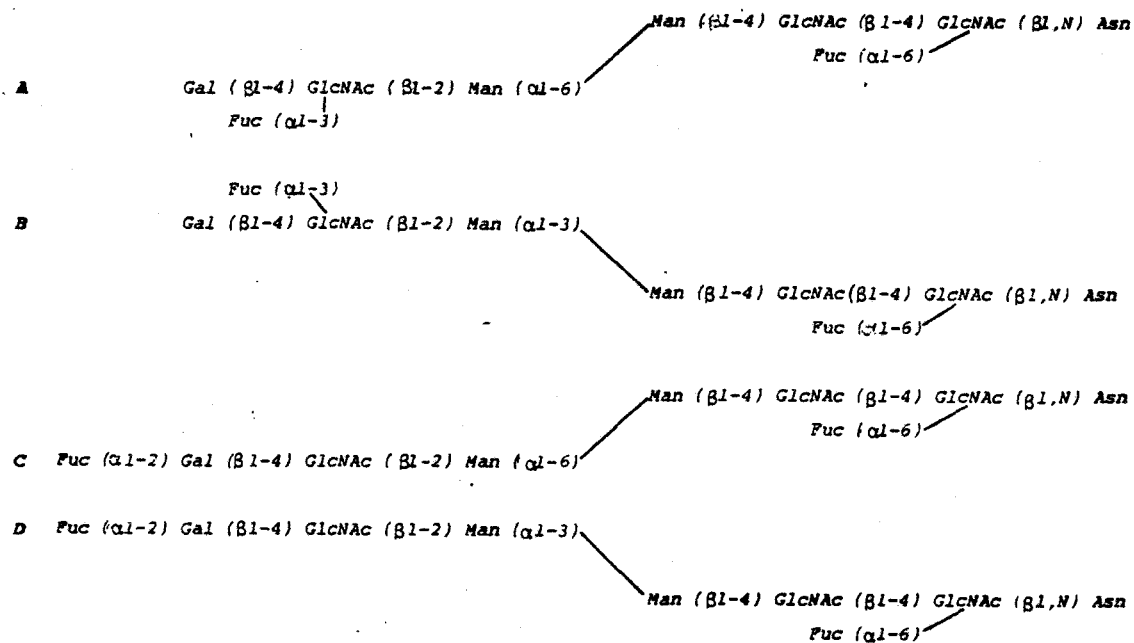 Man (β1-4) GlcNAc (β1-4) GlcNAc (β1,N) Asn
Fuc (α1-6)
A Gal (β1-4) GlcNAc (β1-2) Man (α1-6)
Fuc (α1-3)
Fuc (α1-3)
B Gal (β1-4) GlcNAc (β1-2) Man (α1-3)
Man (β1-4) GlcNAc(β1-4) GlcNAc (β1,N) Asn
Fuc (α1-6)
Man (β1-4) GlcNAc (β1-4) GlcNAc (β1,N) Asn
Fuc (α1-6)
C Fuc (α1-2) Gal (β1-4) GlcNAc (β1-2) Man (α1-6)
D Fuc (α1-2) Gal (β1-4) GlcNAc (β1-2) Man (α1-3)
Man (β1-4) GlcNAc (β1-4) GlcNAc (β1,N) Asn
Fuc (α1-6)